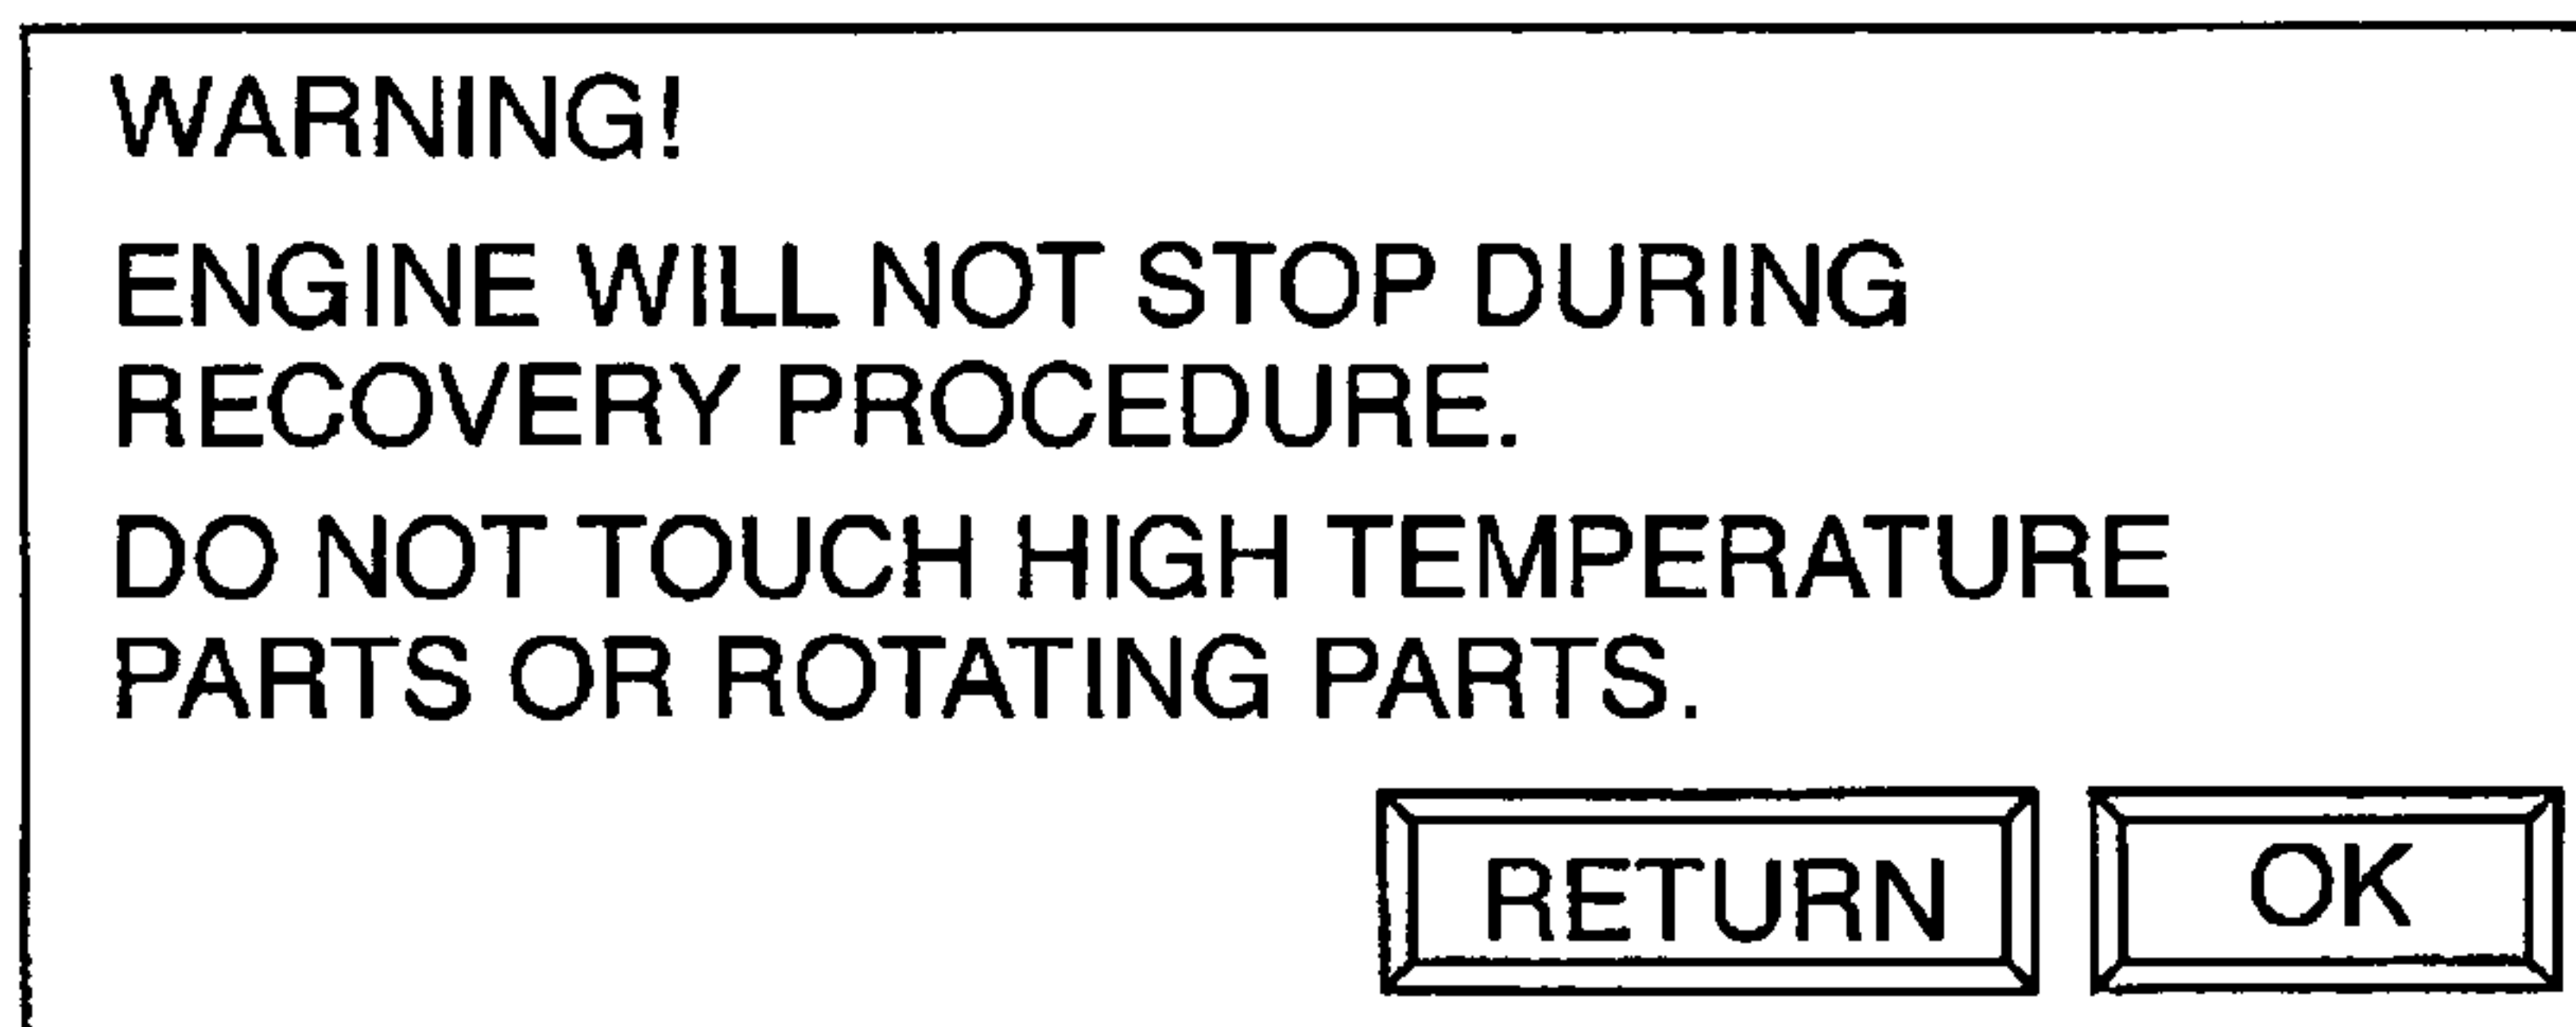 WARNING!
ENGINE WILL NOT STOP DURING
RECOVERY PROCEDURE.
DO NOT TOUCH HIGH TEMPERATURE
PARTS OR ROTATING PARTS.
RETURN OK